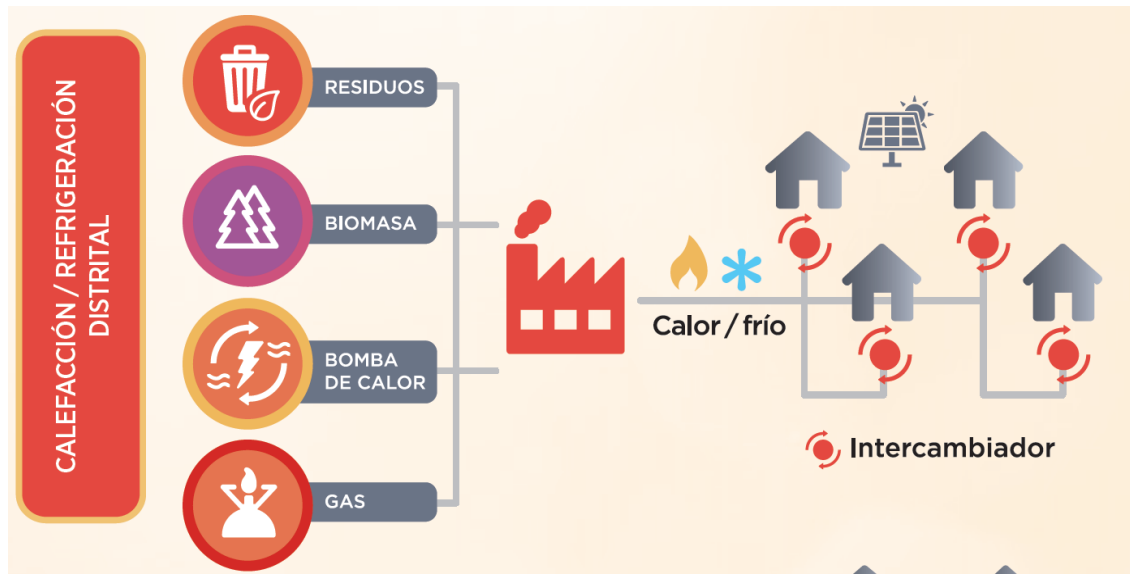 CALEFACCIÓN / REFRIGERACIÓN
DISTRITAL
RESIDUOS
BIOMASA
BOMBA
DE CALOR
GAS
Calor / frío
Intercambiador